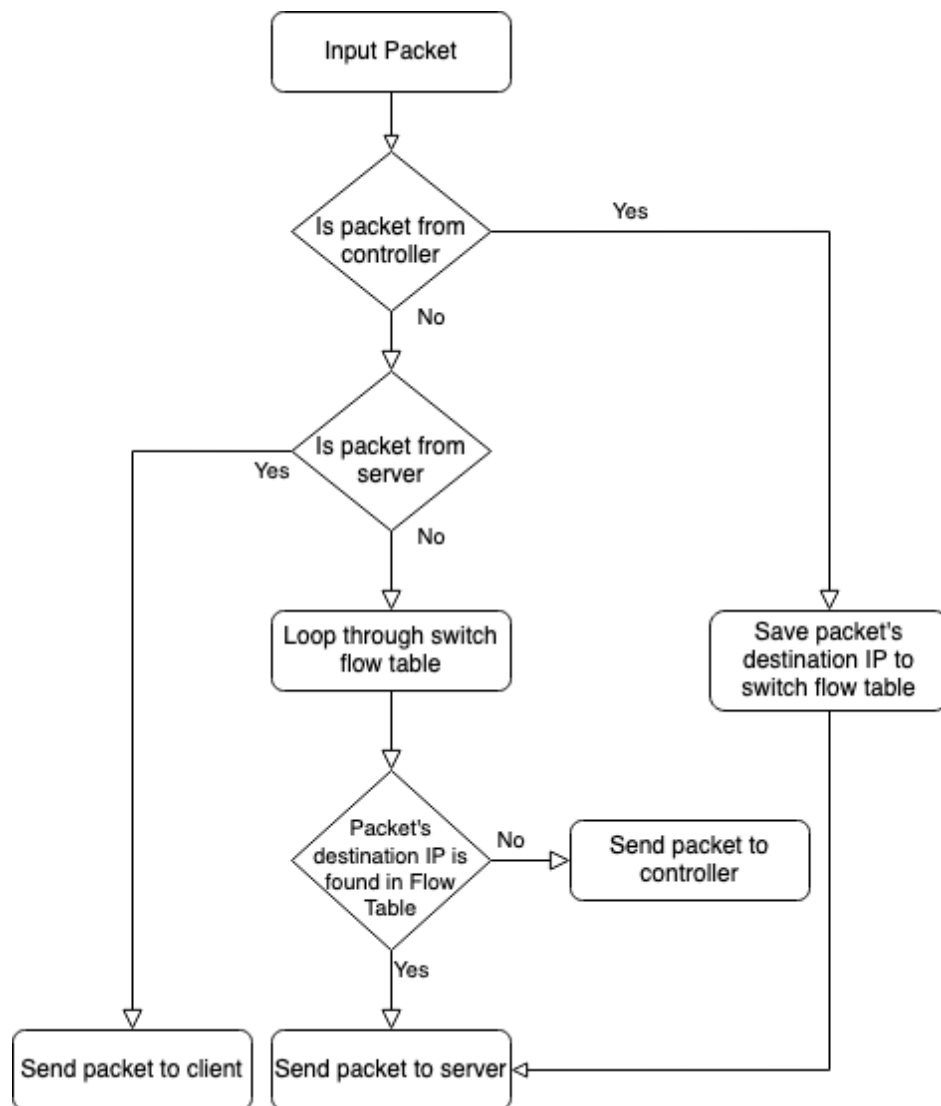 Input Packet
Is packet from
controller
Yes
No
Is packet from
server
Yes
No
Loop through switch
flow table
Save packet's
destination IP to
switch flow table
Packet's
destination IP is
found in Flow
Table
No
Send packet to
controller
Yes
Send packet to client
Send packet to server